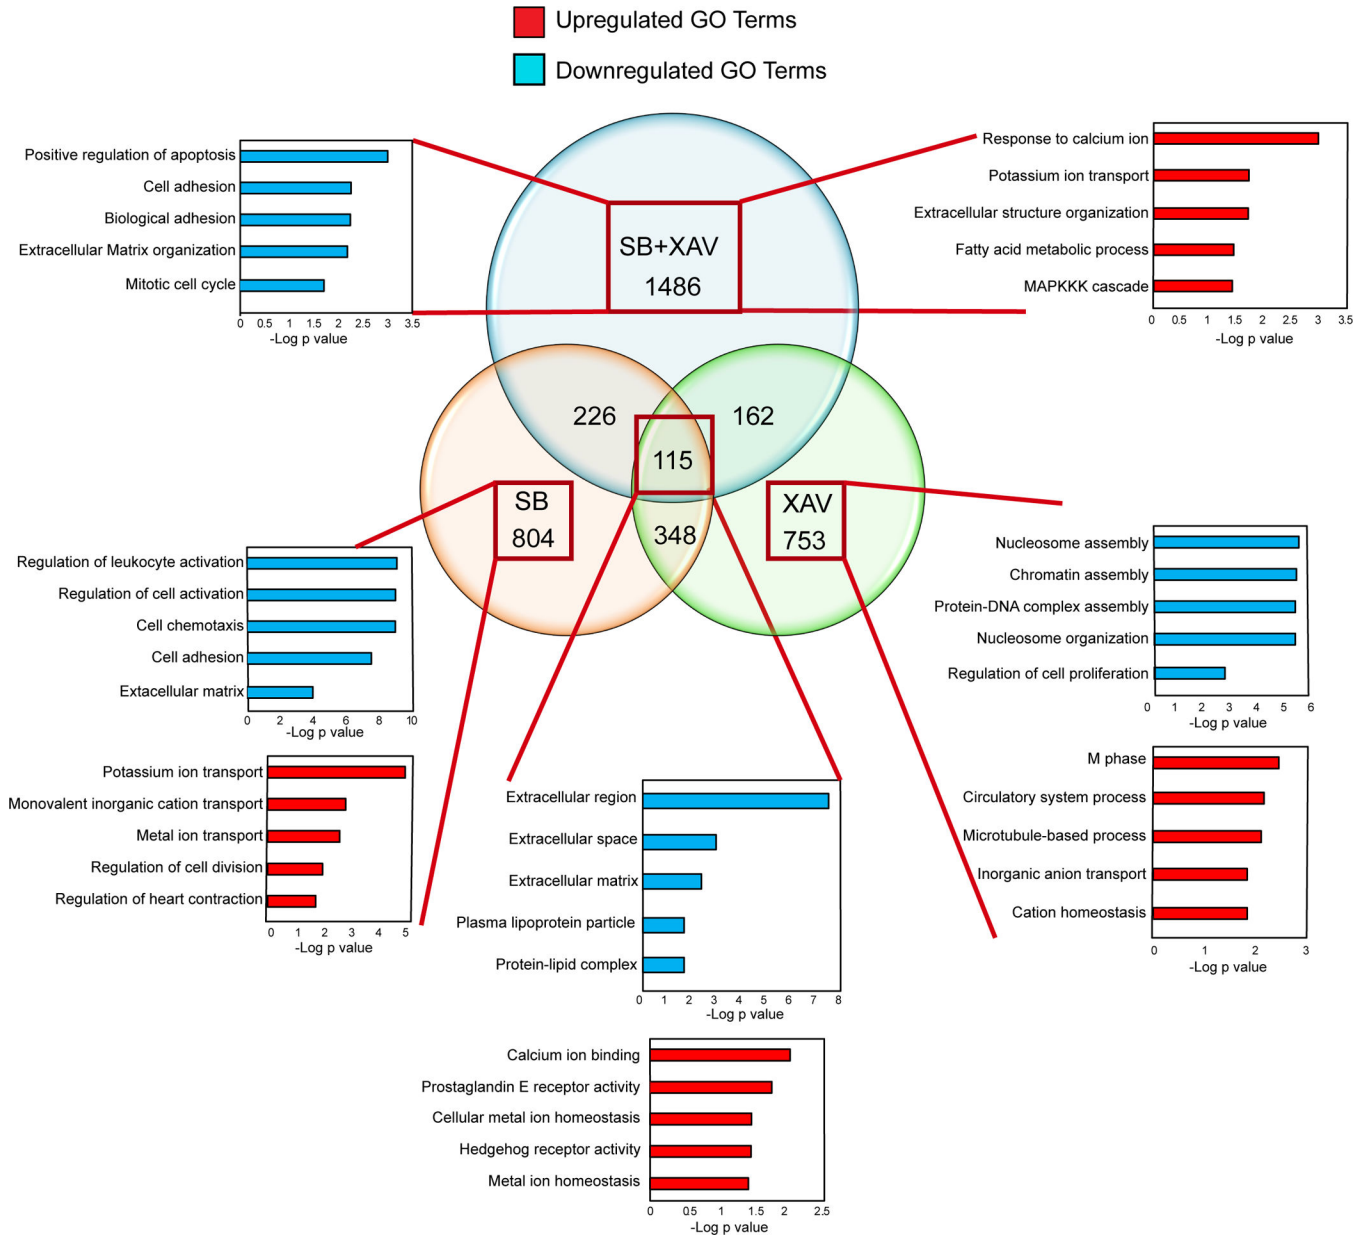 Upregulated GO Terms
Downregulated GO Terms
Positive regulation of apoptosis
Cell adhesion
Biological adhesion
Extracellular Matrix organization
Mitotic cell cycle
0 0.5 1 1.5 2 2.5 3 3.5
-Log p value
Response to calcium ion
Potassium ion transport
Extracellular structure organization
Fatty acid metabolic process
MAPKKK cascade
0 0.5 1 1.5 2 2.5 3 3.5
-Log p value
SB+XAV
1486
226
162
115
SB
804
348
XAV
753
Regulation of leukocyte activation
Regulation of cell activation
Cell chemotaxis
Cell adhesion
Extacellular matrix
0 2 4 6 8 10
-Log p value
Potassium ion transport
Monovalent inorganic cation transport
Metal ion transport
Regulation of cell division
Regulation of heart contraction
0 1 2 3 4 5
-Log p value
Extracellular region
Extracellular space
Extracellular matrix
Plasma lipoprotein particle
Protein-lipid complex
0 1 2 3 4 5 6 7 8
-Log p value
Calcium ion binding
Prostaglandin E receptor activity
Cellular metal ion homeostasis
Hedgehog receptor activity
Metal ion homeostasis
0 0.5 1 1.5 2 2.5
-Log p value
Nucleosome assembly
Chromatin assembly
Protein-DNA complex assembly
Nucleosome organization
Regulation of cell proliferation
0 1 2 3 4 5 6
-Log p value
M phase
Circulatory system process
Microtubule-based process
Inorganic anion transport
Cation homeostasis
0 1 2 3
-Log p value